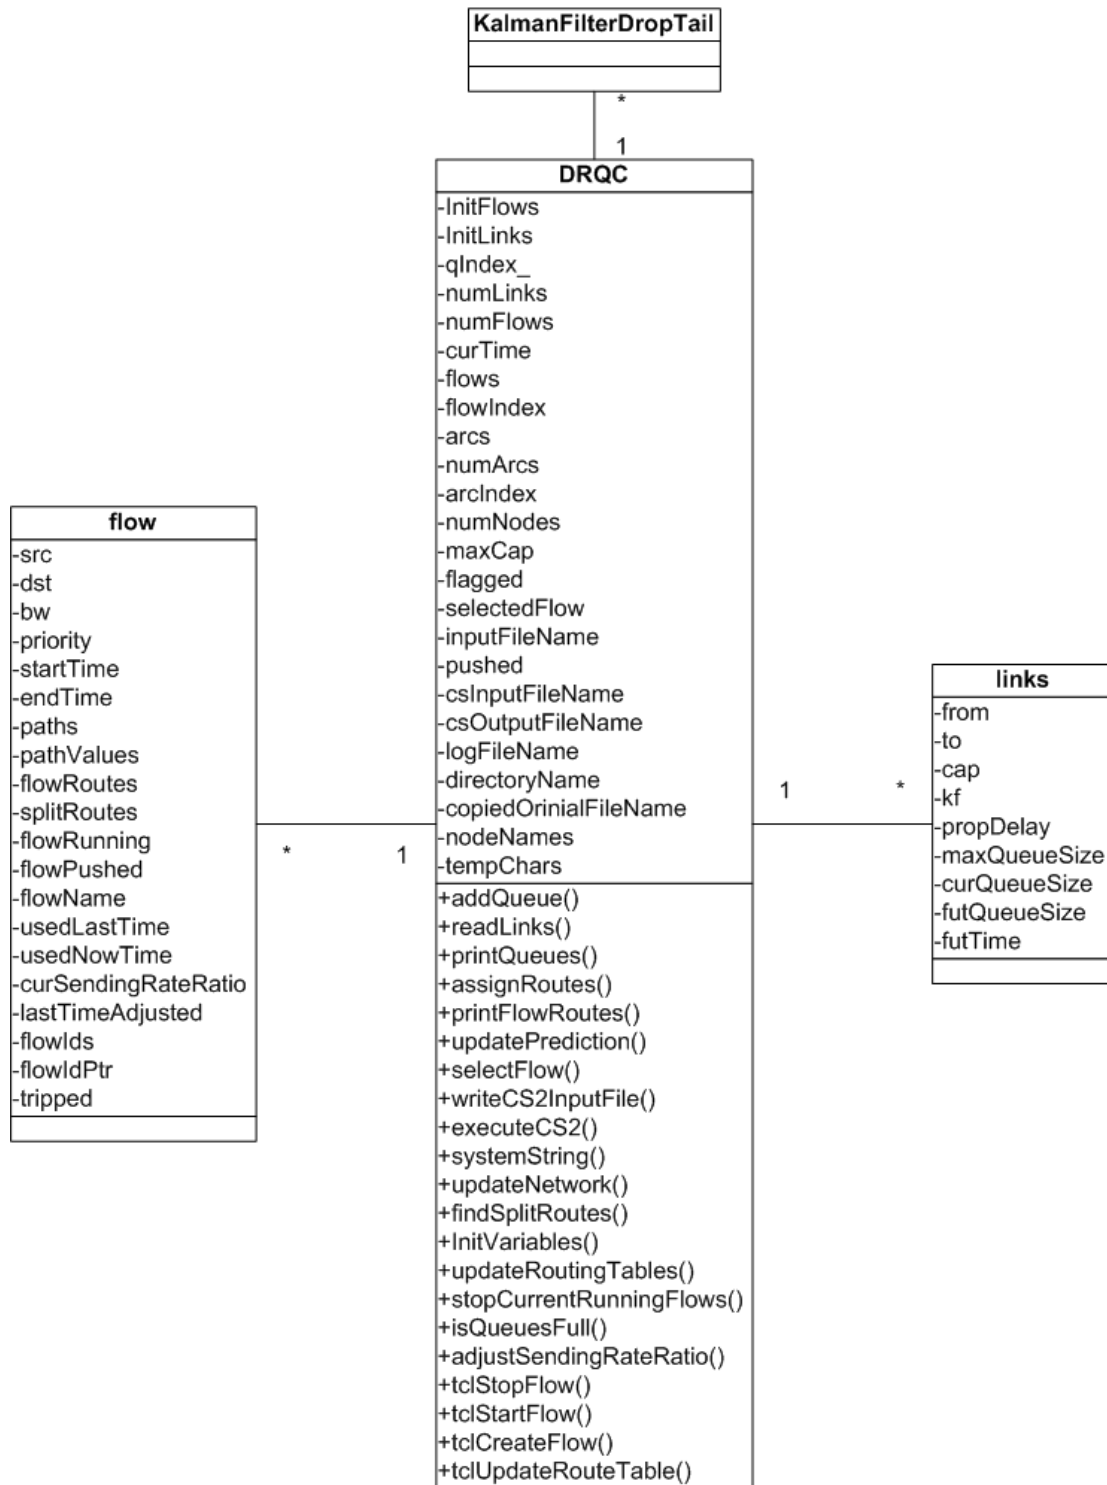 KalmanFilterDropTail
*
1
DRQC
-InitFlows
-InitLinks
-qIndex_
-numLinks
-numFlows
-curTime
-flows
-flowIndex
-arcs
-numArcs
-arcIndex
-numNodes
-maxCap
-flagged
-selectedFlow
-inputFileName
-pushed
-csInputFileName
-csOutputFileName
-logFileName
-directoryName
-copiedOrinialFileName
-nodeNames
-tempChars
+addQueue()
+readLinks()
+printQueues()
+assignRoutes()
+printFlowRoutes()
+updatePrediction()
+selectFlow()
+writeCS2InputFile()
+executeCS2()
+systemString()
+updateNetwork()
+findSplitRoutes()
+InitVariables()
+updateRoutingTables()
+stopCurrentRunningFlows()
+isQueuesFull()
+adjustSendingRateRatio()
+tclStopFlow()
+tclStartFlow()
+tclCreateFlow()
+tclUpdateRouteTable()
flow
-src
-dst
-bw
-priority
-startTime
-endTime
-paths
-pathValues
-flowRoutes
-splitRoutes
-flowRunning
-flowPushed
-flowName
-usedLastTime
-usedNowTime
-curSendingRateRatio
-lastTimeAdjusted
-flowIds
-flowIdPtr
-tripped
* 1
1 *
links
-from
-to
-cap
-kf
-propDelay
-maxQueueSize
-curQueueSize
-futQueueSize
-futTime